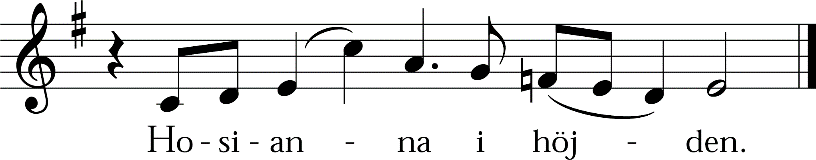 Ho - si - an - na i höj - den.